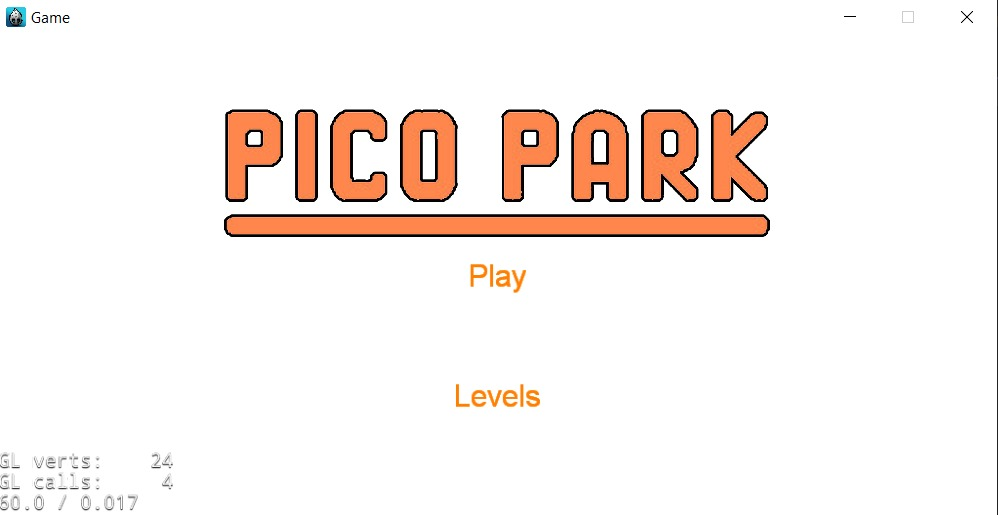 Game
PICO PARK
Play
Levels
GL verts: 24
GL calls: 4
60.0 / 0.017